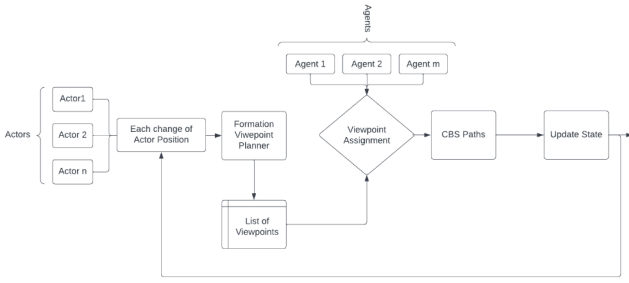 Agents
Agent 1
Agent 2
Agent m
Actors
Actor1
Actor 2
Actor n
Each change of
Actor Position
Formation
Viwepoint
Planner
List of
Viewpoints
Viewpoint
Assignment
CBS Paths
Update State